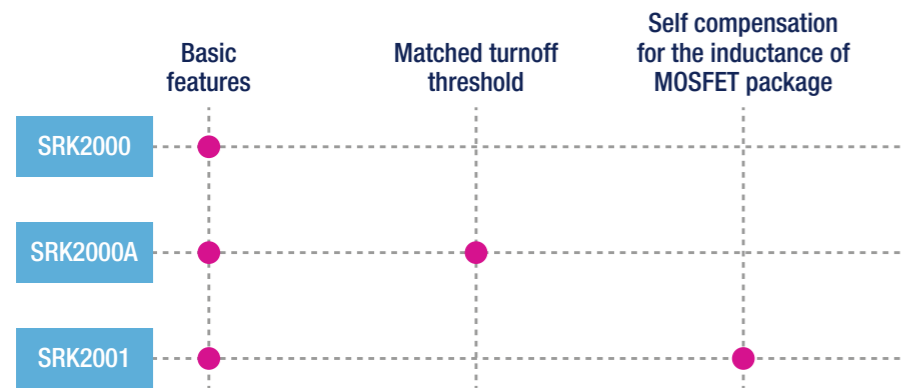 Basic
features
Matched turnoff
threshold
Self compensation
for the inductance of
MOSFET package
SRK2000
SRK2000A
SRK2001